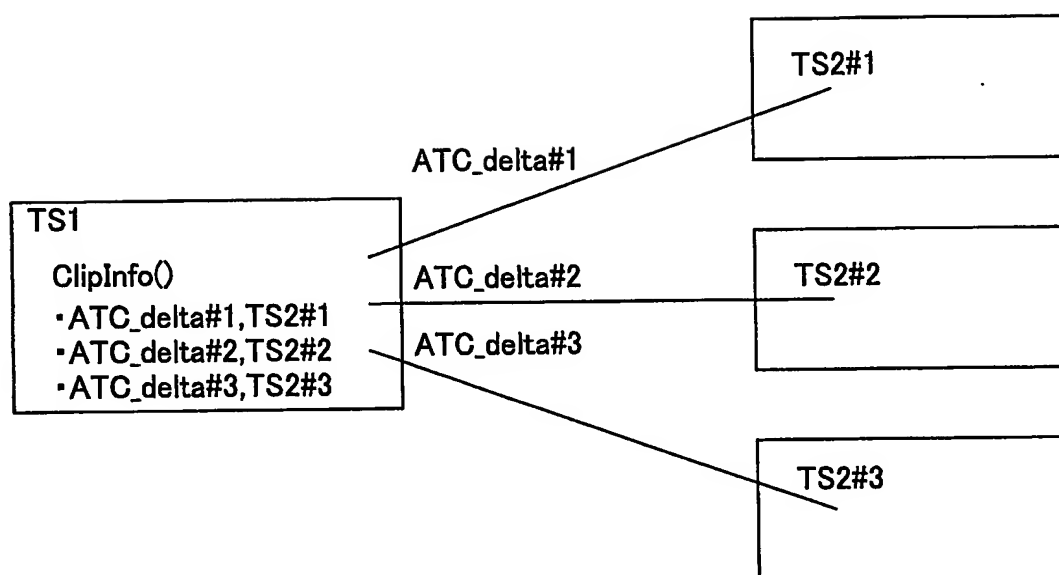 TS2#1
ATC_delta#1
TS1
ClipInfo()
ATC_delta#2
TS2#2
▪ATC_delta#1,TS2#1
▪ATC_delta#2,TS2#2
ATC_delta#3
▪ATC_delta#3,TS2#3
TS2#3